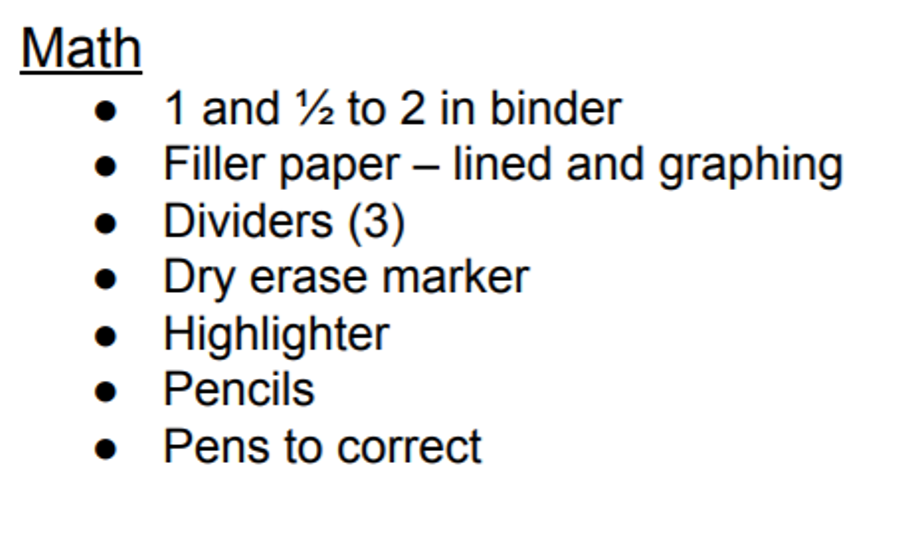 Math
● 1 and ½ to 2 in binder
● Filler paper – lined and graphing
● Dividers (3)
● Dry erase marker
● Highlighter
● Pencils
● Pens to correct